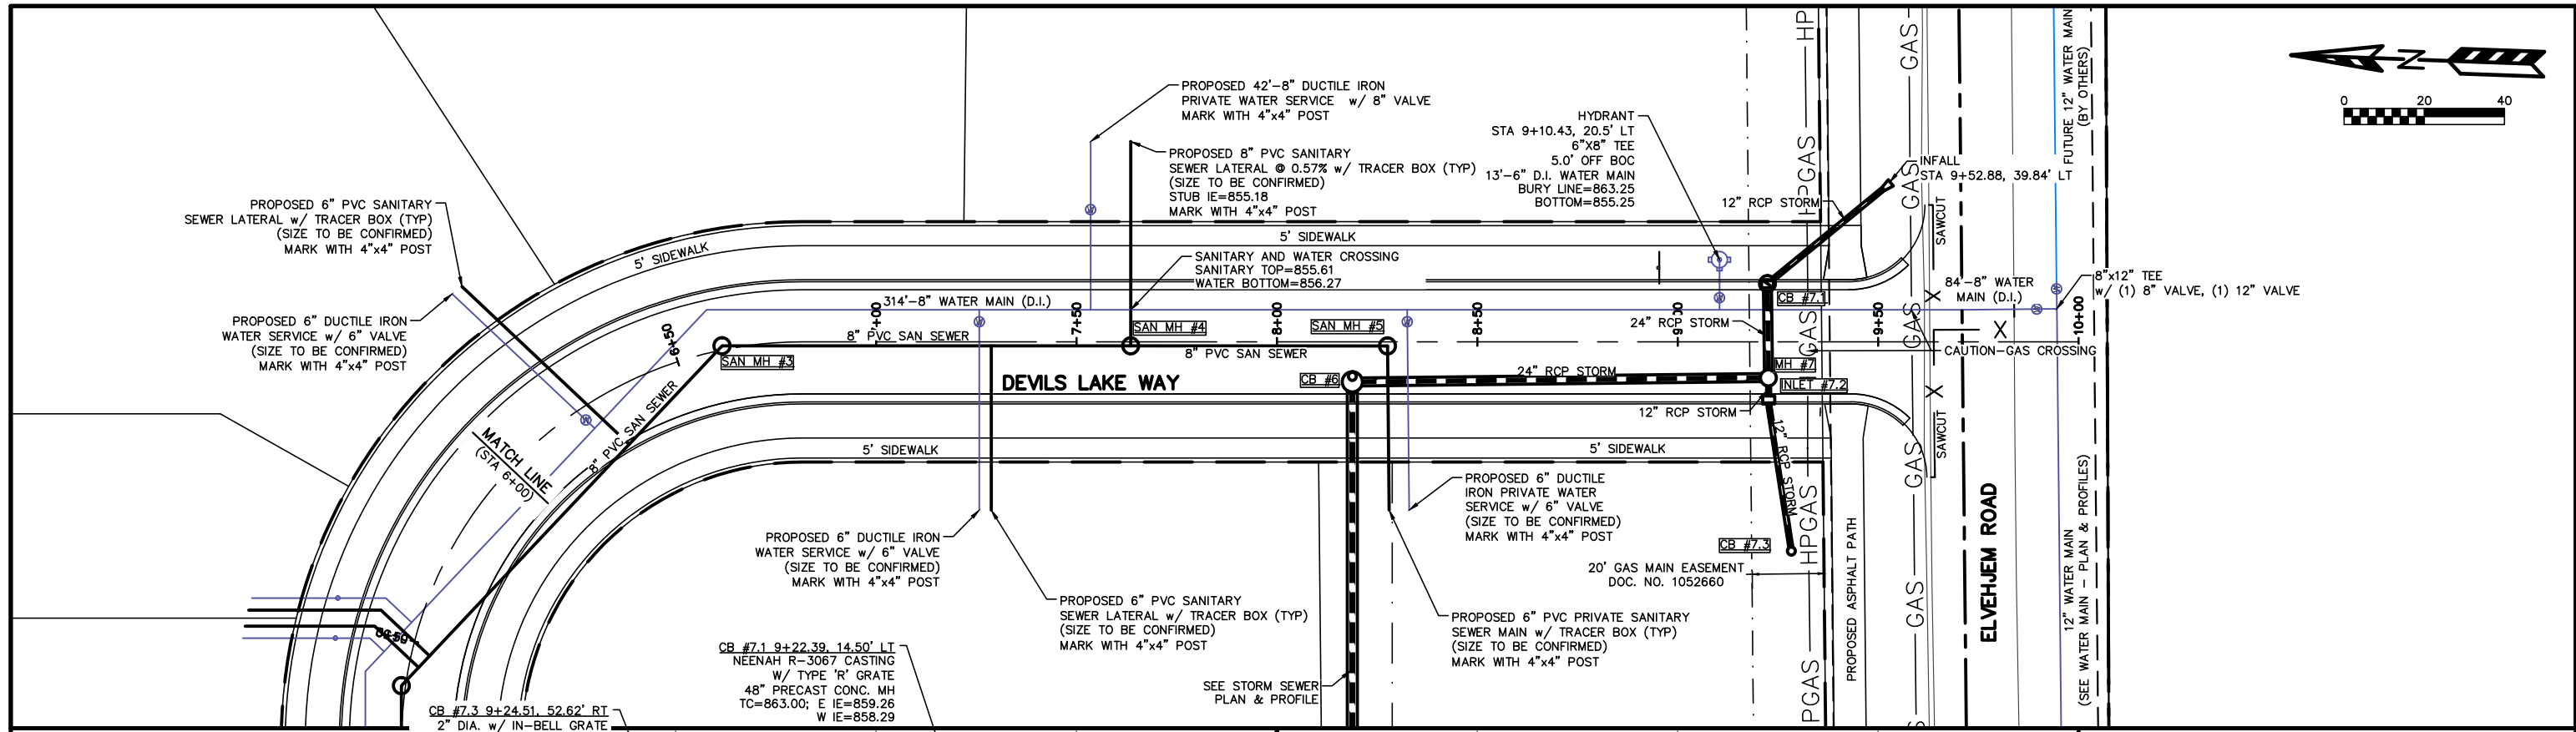 PROPOSED 42'-8" DUCTILE IRON
PRIVATE WATER SERVICE w/ 8" VALVE
MARK WITH 4"x4" POST
PROPOSED 8" PVC SANITARY
SEWER LATERAL @ 0.57% w/ TRACER BOX (TYP)
(SIZE TO BE CONFIRMED)
STUB IE=855.18
MARK WITH 4"x4" POST
SANITARY AND WATER CROSSING
SANITARY TOP=855.61
WATER BOTTOM=856.27
HYDRANT
STA 9+10.43, 20.5' LT
6"X8" TEE
5.0' OFF BOC
13'-6" D.I. WATER MAIN
BURY LINE=863.25
BOTTOM=855.25
HP
HPGAS
GAS
GAS
FUTURE 12" WATER MAIN
(BY OTHERS)
N
0 20 40
INFALL
STA 9+52.88, 39.84' LT
12" RCP STORM
SAWCUT
PROPOSED 6" PVC SANITARY
SEWER LATERAL w/ TRACER BOX (TYP)
(SIZE TO BE CONFIRMED)
MARK WITH 4"x4" POST
PROPOSED 6" DUCTILE IRON
WATER SERVICE w/ 6" VALVE
(SIZE TO BE CONFIRMED)
MARK WITH 4"x4" POST
5' SIDEWALK
5' SIDEWALK
314'-8" WATER MAIN (D.I.)
84'-8" WATER
MAIN (D.I.)
8"x12" TEE
w/ (1) 8" VALVE, (1) 12" VALVE
6+50
7+00
7+50
8+00
8+50
9+00
9+50
10+00
8" PVC SAN SEWER
8" PVC SAN SEWER
SAN MH #3
SAN MH #4
SAN MH #5
CB #7.1
24" RCP STORM
GAS
GAS
X
X
X
CAUTION-GAS CROSSING
MH #7
INLET #7.2
CB #6
24" RCP STORM
DEVILS LAKE WAY
12" RCP STORM
12" RCP STORM
SAWCUT
8" PVC SAN SEWER
MATCH LINE
(STA 6+00)
5' SIDEWALK
5' SIDEWALK
PROPOSED 6" DUCTILE
IRON PRIVATE WATER
SERVICE w/ 6" VALVE
(SIZE TO BE CONFIRMED)
MARK WITH 4"x4" POST
PROPOSED 6" DUCTILE IRON
WATER SERVICE w/ 6" VALVE
(SIZE TO BE CONFIRMED)
MARK WITH 4"x4" POST
PROPOSED 6" PVC SANITARY
SEWER LATERAL w/ TRACER BOX (TYP)
(SIZE TO BE CONFIRMED)
MARK WITH 4"x4" POST
PROPOSED 6" PVC PRIVATE SANITARY
SEWER MAIN w/ TRACER BOX (TYP)
(SIZE TO BE CONFIRMED)
MARK WITH 4"x4" POST
CB #7.3
20' GAS MAIN EASEMENT
DOC. NO. 1052660
HPGAS
PGAS
PROPOSED ASPHALT PATH
GAS
GAS
ELVEHJEM ROAD
12" WATER MAIN
(SEE WATER MAIN - PLAN & PROFILES)
SEE STORM SEWER
PLAN & PROFILE
CB #7.1 9+22.39, 14.50' LT
NEENAH R-3067 CASTING
W/ TYPE 'R' GRATE
48" PRECAST CONC. MH
TC=863.00; E IE=859.26
W IE=858.29
CB #7.3 9+24.51, 52.62' RT
2" DIA. w/ IN-BELL GRATE